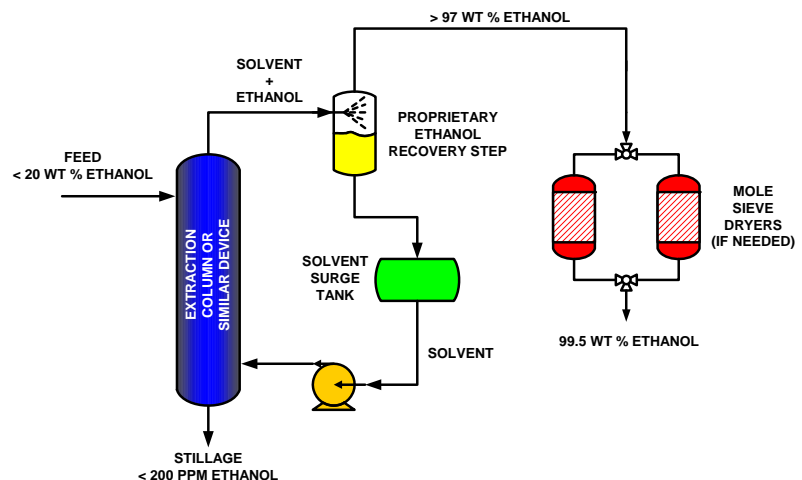 > 97 WT % ETHANOL
SOLVENT
+
ETHANOL
PROPRIETARY
ETHANOL
RECOVERY STEP
FEED
< 20 WT % ETHANOL
EXTRACTION
COLUMN OR
SIMILAR DEVICE
MOLE
SIEVE
DRYERS
(IF NEEDED)
SOLVENT
SURGE
TANK
SOLVENT
99.5 WT % ETHANOL
STILLAGE
< 200 PPM ETHANOL